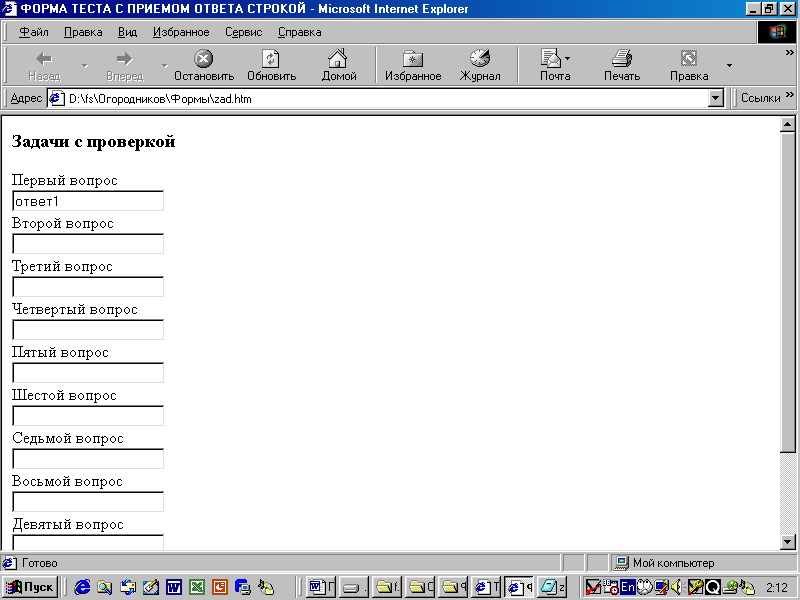 ФОРМА ТЕСТА С ПРИЕМОМ ОТВЕТА СТРОКОЙ - Microsoft Internet Explorer
Файл Правка Вид Избранное Сервис Справка
Назад Вперед Остановить Обновить Домой Избранное Журнал Почта Печать Правка »
Адрес D:\fs\Огородников\Формы\zad.htm Ссылки »
Задачи с проверкой
Первый вопрос
ответ1
Второй вопрос
Третий вопрос
Четвертый вопрос
Пятый вопрос
Шестой вопрос
Седьмой вопрос
Восьмой вопрос
Девятый вопрос
Готово Мой компьютер
Пуск En 2:12